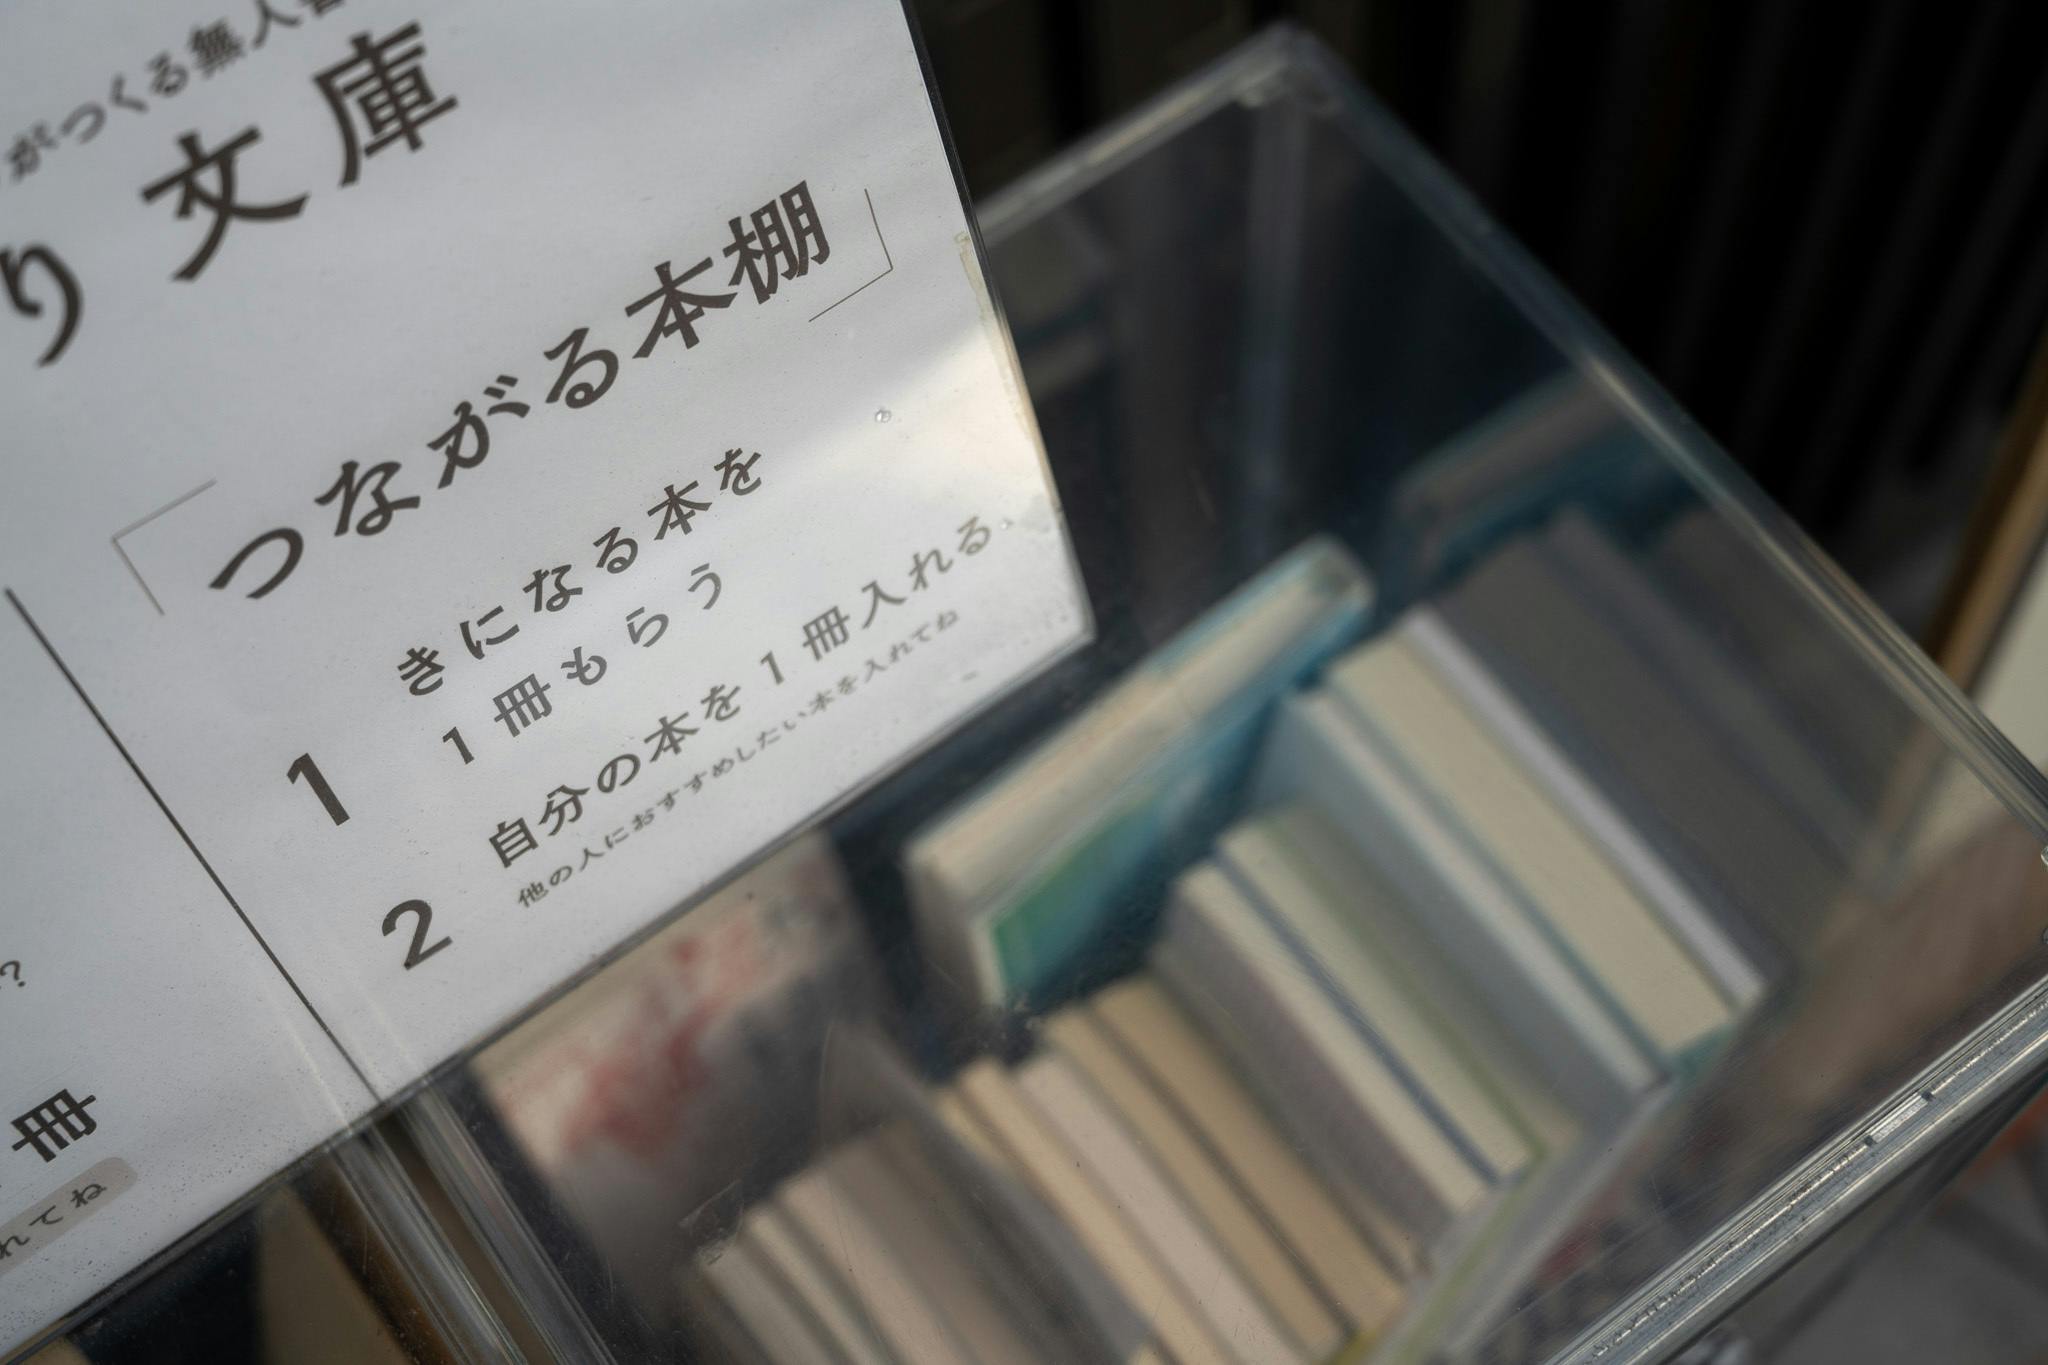 がつくる無人
り文庫
「つながる本棚」
1 きになる本を
1冊もらう
2 自分の本を1冊入れる
他の人におすすめしたい本を入れてね
?
冊
れてね